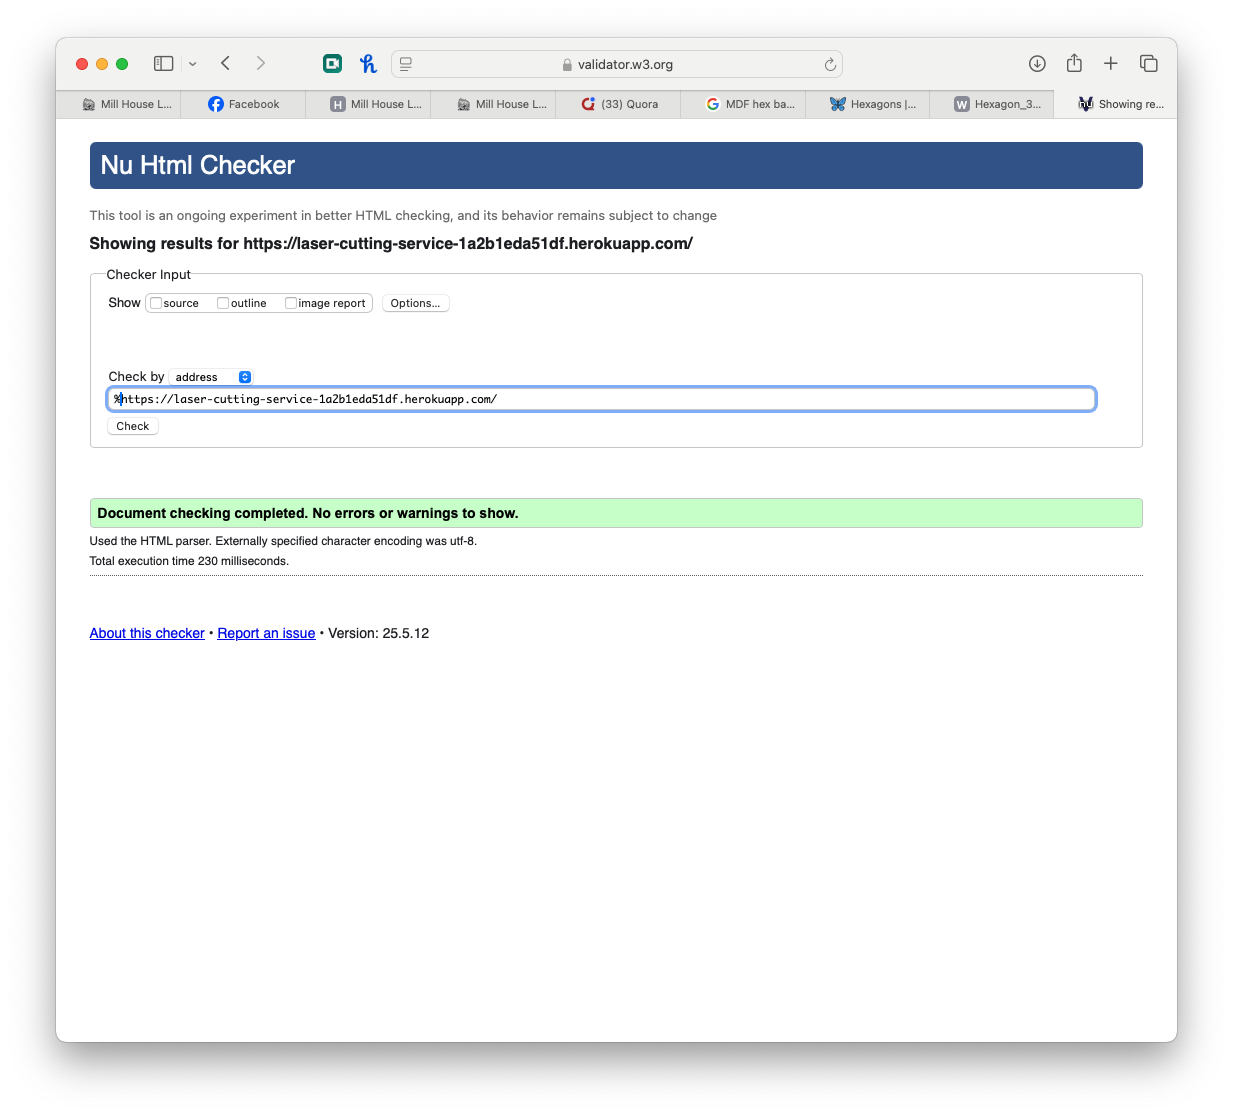 validator.w3.org
Mill House L...
Facebook
H Mill House L...
Mill House L...
(33) Quora
MDF hex ba...
Hexagons |...
W Hexagon_3...
nu Showing re...
Nu Html Checker
This tool is an ongoing experiment in better HTML checking, and its behavior remains subject to change
Showing results for https://laser-cutting-service-1a2b1eda51df.herokuapp.com/
Checker Input
Show source outline image report Options...
Check by address
%https://laser-cutting-service-1a2b1eda51df.herokuapp.com/
Check
Document checking completed. No errors or warnings to show.
Used the HTML parser. Externally specified character encoding was utf-8.
Total execution time 230 milliseconds.
About this checker • Report an issue • Version: 25.5.12